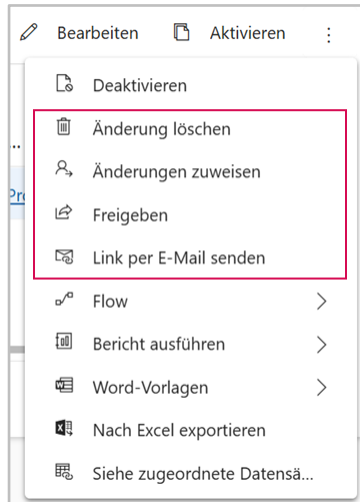 Bearbeiten Aktivieren
Deaktivieren
... Änderung löschen
Änderungen zuweisen
Pro Freigeben
Link per E-Mail senden
Flow
Bericht ausführen
Word-Vorlagen
Nach Excel exportieren
Siehe zugeordnete Datensä...